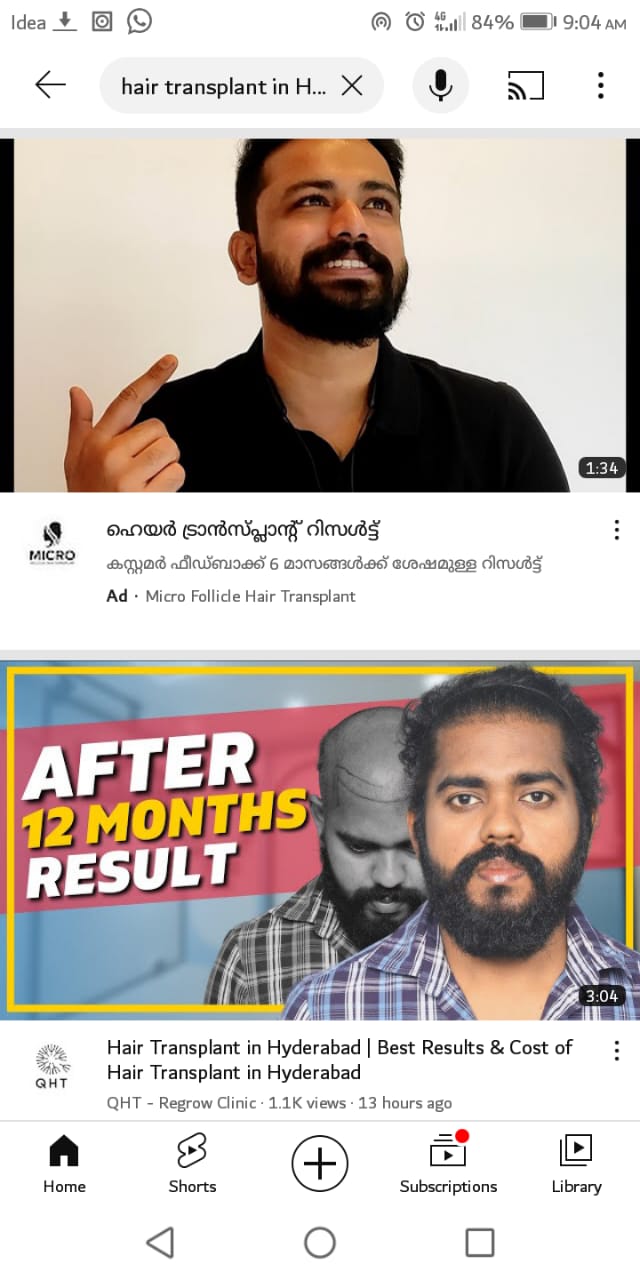 Idea 4G 84% 9:04 AM
hair transplant in H...
1:34
MICRO
ഹെയർ ട്രാൻസ്പ്ലാന്റ് റിസൾട്ട്
കസ്റ്റമർ ഫീഡ്ബാക്ക് 6 മാസങ്ങൾക്ക് ശേഷമുള്ള റിസൾട്ട്
Ad · Micro Follicle Hair Transplant
AFTER
12 MONTHS
RESULT
3:04
QHT
Hair Transplant in Hyderabad | Best Results & Cost of
Hair Transplant in Hyderabad
QHT - Regrow Clinic · 1.1K views · 13 hours ago
Home Shorts Subscriptions Library